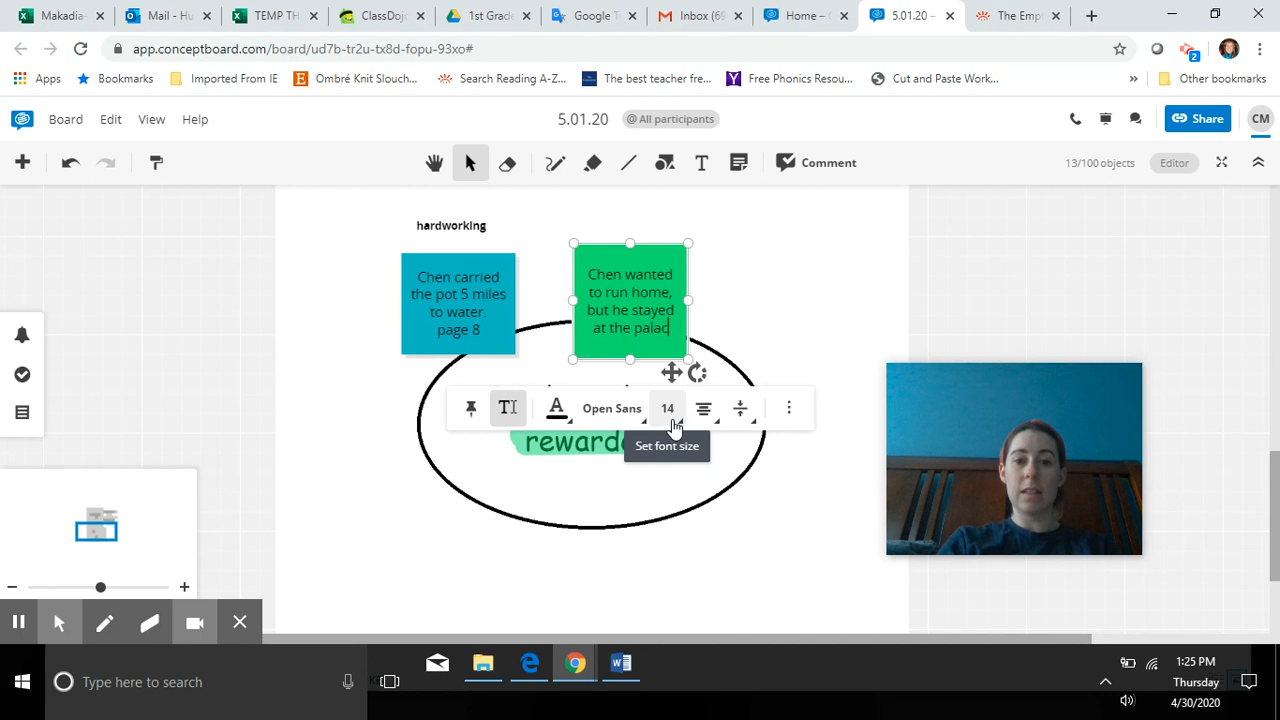 Makadia-
Mail - Hu
TEMP TH
ClassDojo
1st Grade
Google T
Inbox (69
Home –
5.01.20 –
The Emp
app.conceptboard.com/board/ud7b-tr2u-tx8d-fopu-93xo#
2
Apps
Bookmarks
Imported From IE
Ombré Knit Slouch...
Search Reading A-Z...
The best teacher fre...
Free Phonics Resou...
Cut and Paste Work...
»
Other bookmarks
Board
Edit
View
Help
5.01.20
@ All participants
Share
CM
Comment
13/100 objects
Editor
hardworking
Chen carried
the pot 5 miles
to water.
page 8
Chen wanted
to run home,
but he stayed
at the palac
Open Sans
14
Set font size
Type here to search
1:25 PM
Thursday
4/30/2020